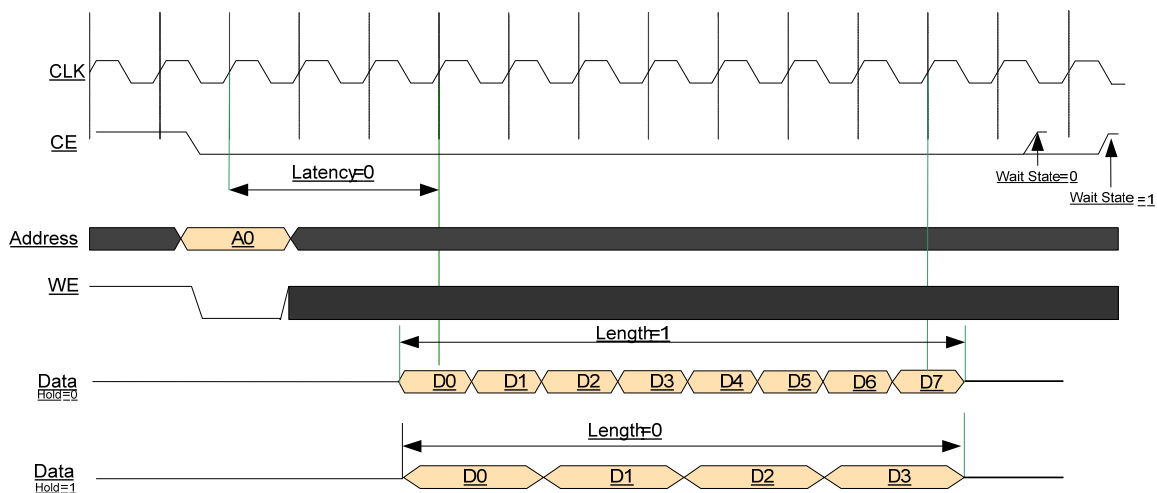 CLK
CE
Latency=0
Wait State=0
Wait State=1
Address
A0
WE
Length=1
Data
Hold=0
D0 D1 D2 D3 D4 D5 D6 D7
Length=0
Data
Hold=1
D0 D1 D2 D3